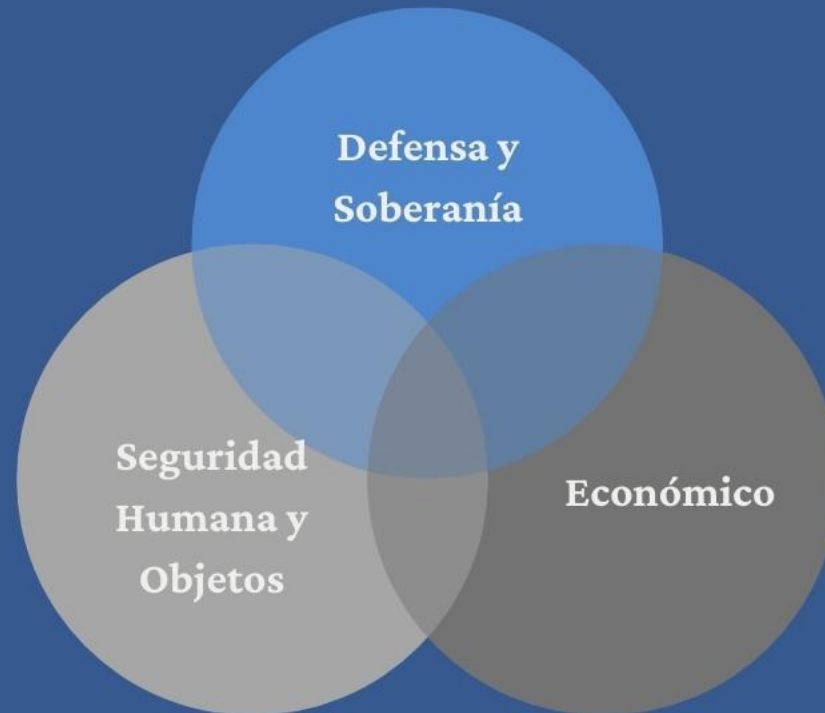 Defensa y
Soberanía
Seguridad
Humana y
Objetos
Económico